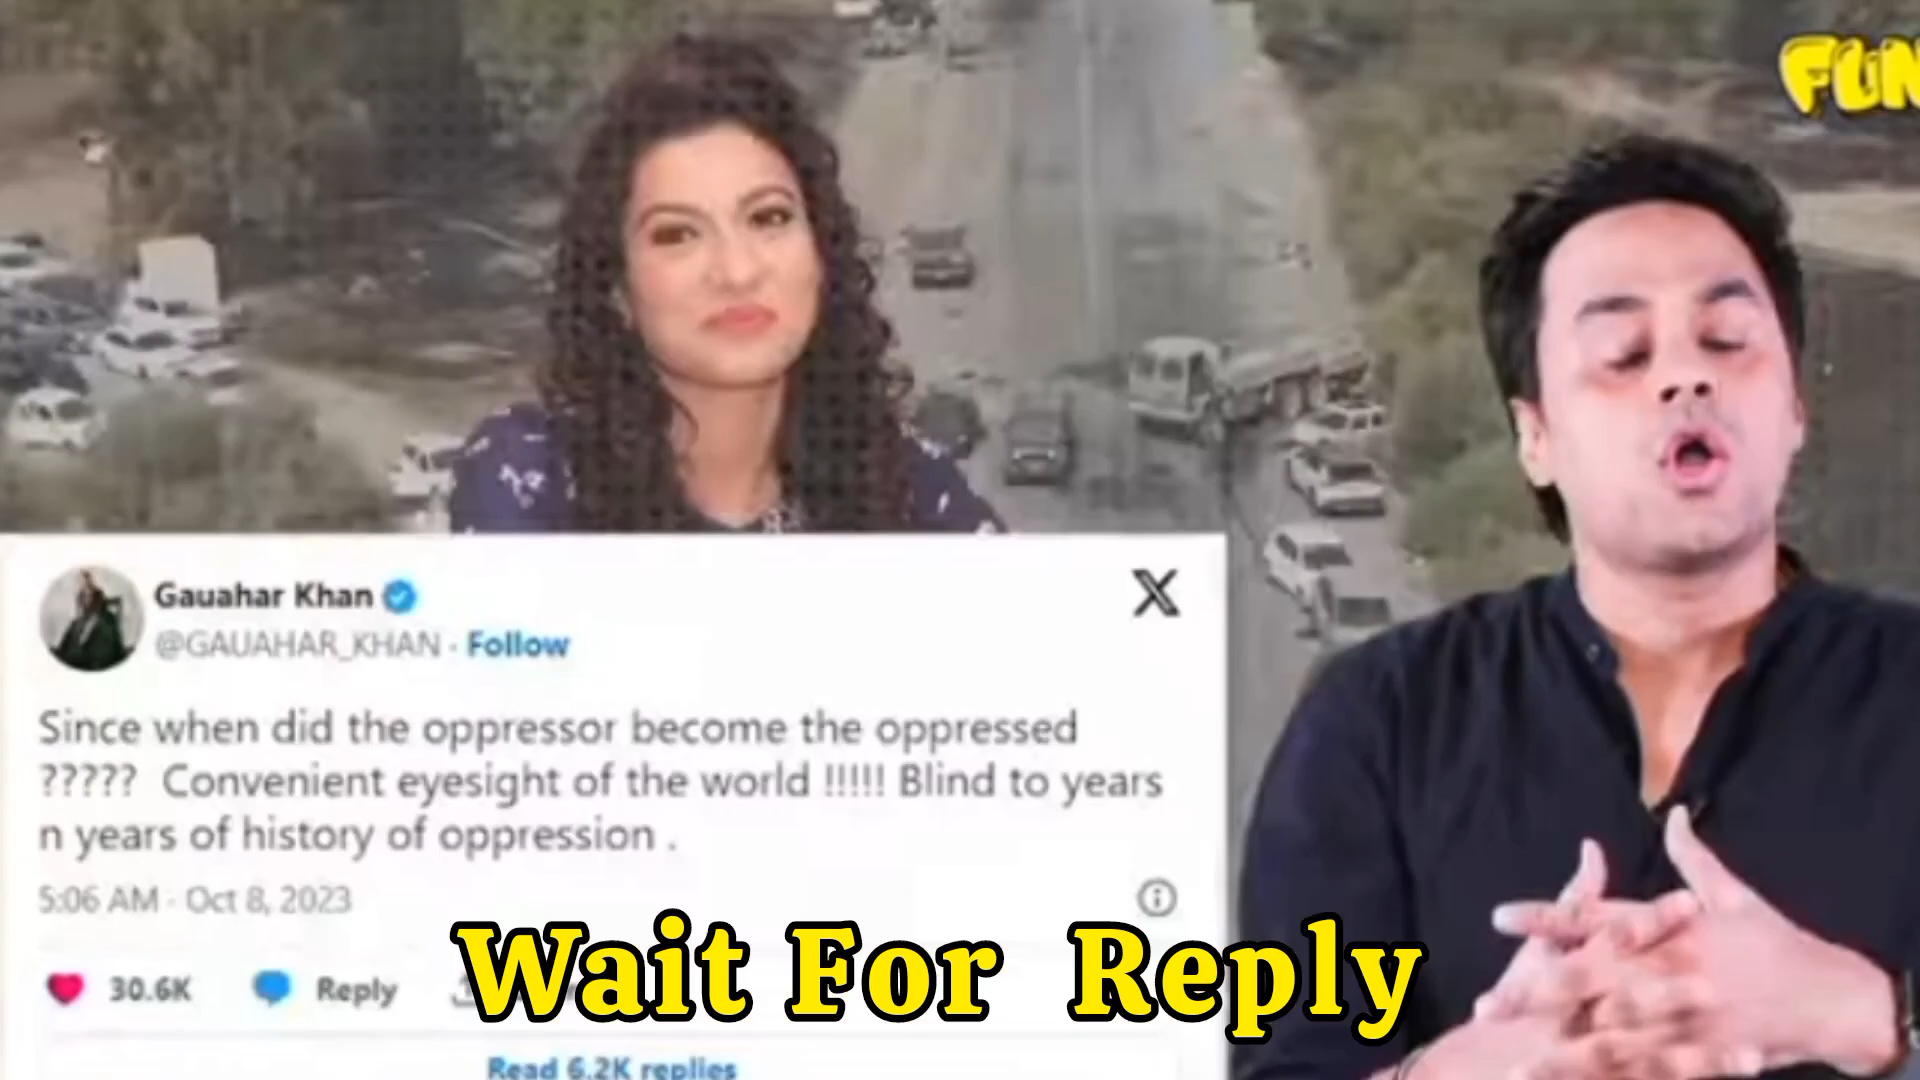 FUN
Gauahar Khan
@GAUAHAR_KHAN · Follow
Since when did the oppressor become the oppressed
????? Convenient eyesight of the world !!!!! Blind to years
n years of history of oppression .
5:06 AM · Oct 8, 2023
30.6K Reply
Wait For Reply
Read 6.2K replies